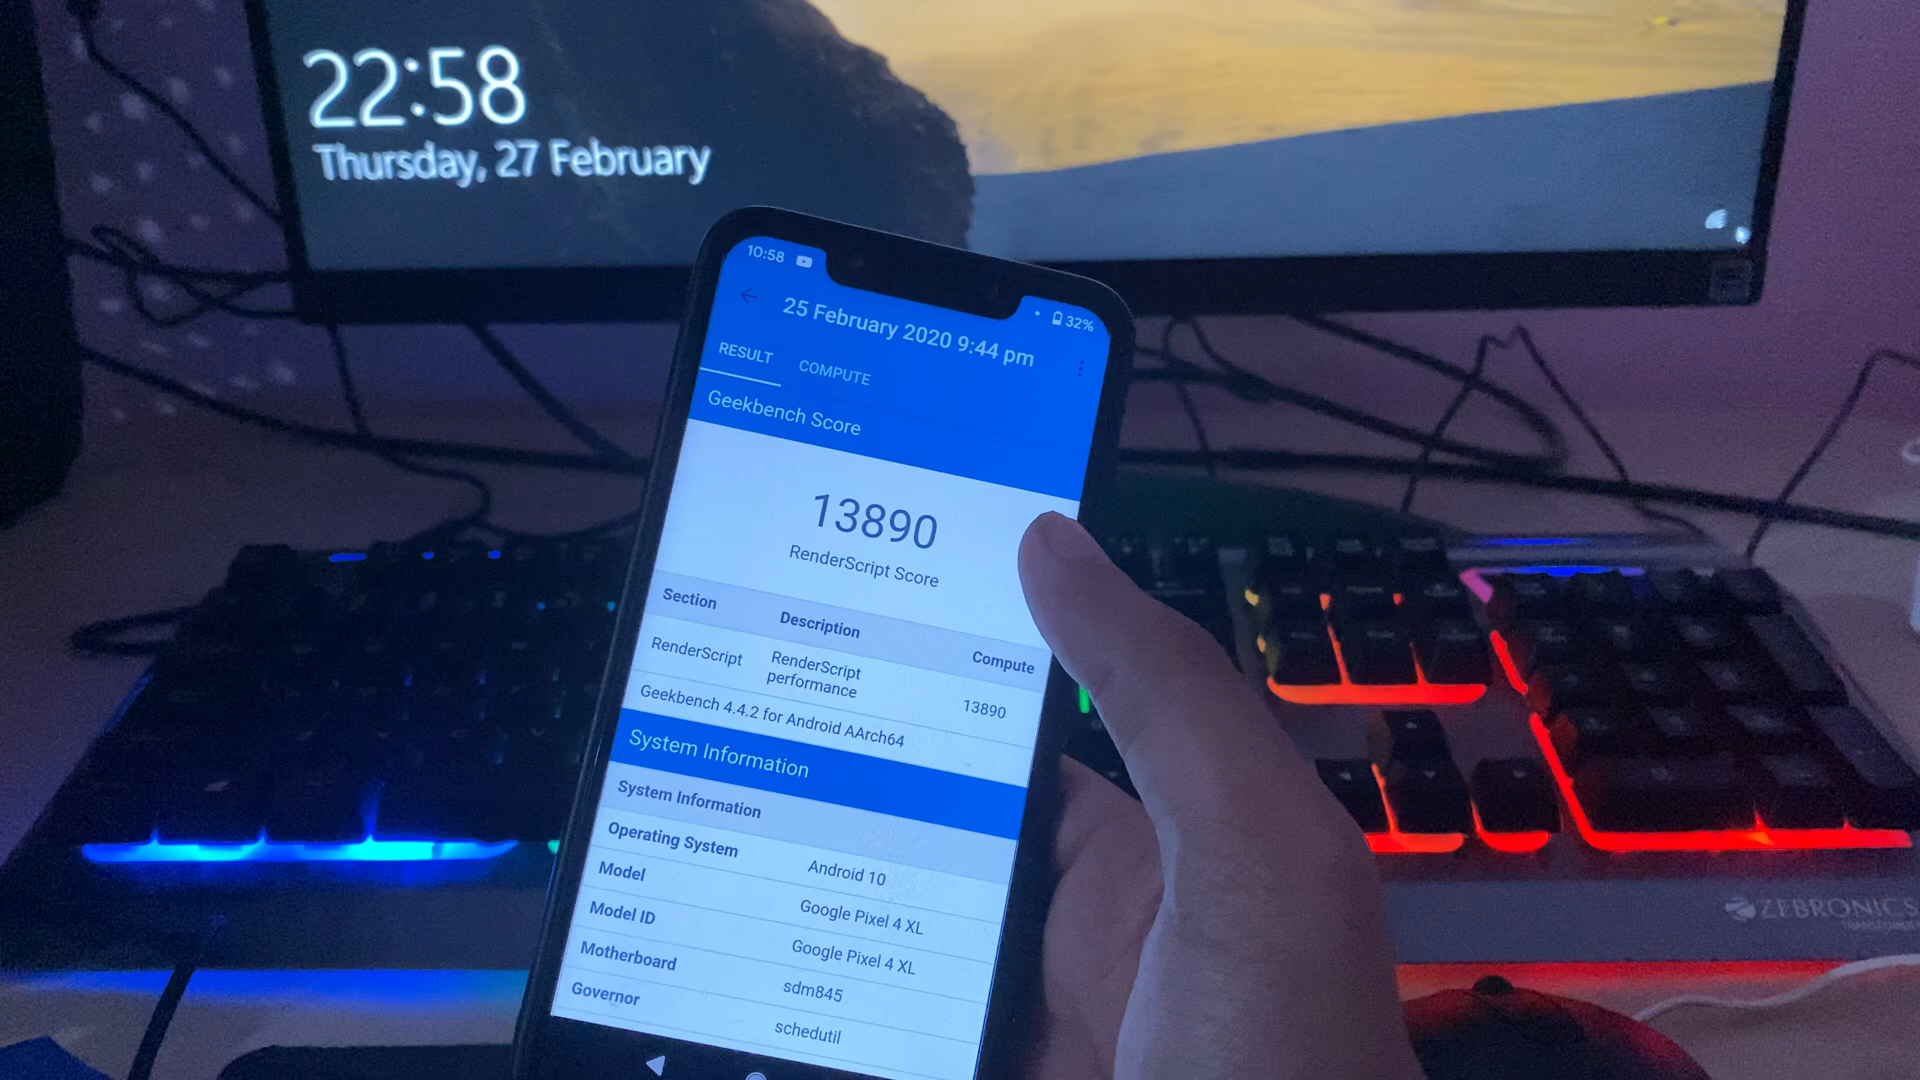 22:58
Thursday, 27 February
10:58
32%
25 February 2020 9:44 pm
RESULT COMPUTE
Geekbench Score
13890
RenderScript Score
Section Description Compute
RenderScript RenderScript performance 13890
Geekbench 4.4.2 for Android AArch64
System Information
System Information
Operating System Android 10
Model Google Pixel 4 XL
Model ID Google Pixel 4 XL
Motherboard sdm845
Governor schedutil
ZEBRONICS